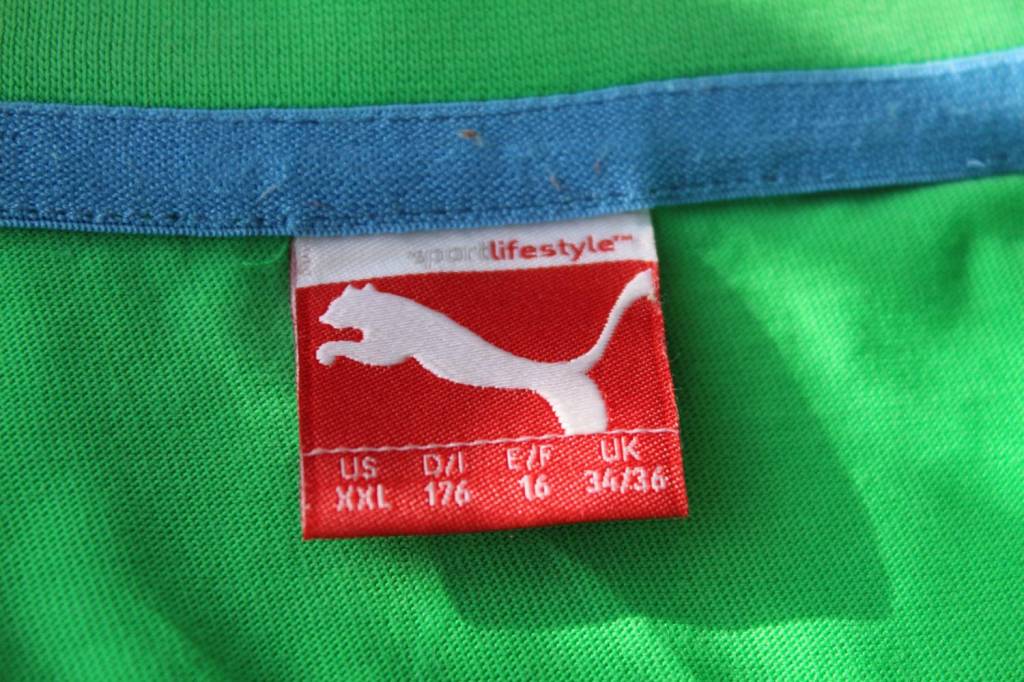 sportlifestyle™
US D/I E/F UK
XXL 176 16 34/36